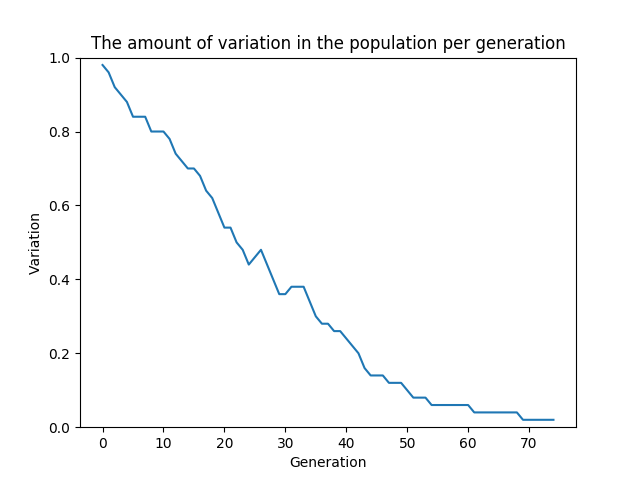 The amount of variation in the population per generation
1.0
0.8
0.6
0.4
0.2
0.0
Variation
0 10 20 30 40 50 60 70
Generation